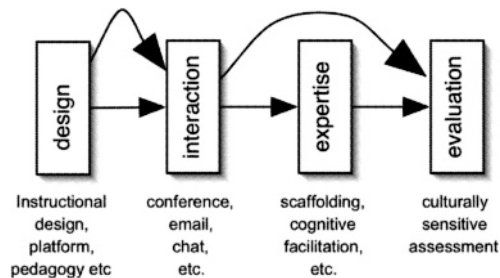 design
interaction
expertise
evaluation
Instructional
design,
platform,
pedagogy etc
conference,
email,
chat,
etc.
scaffolding,
cognitive
facilitation,
etc.
culturally
sensitive
assessment